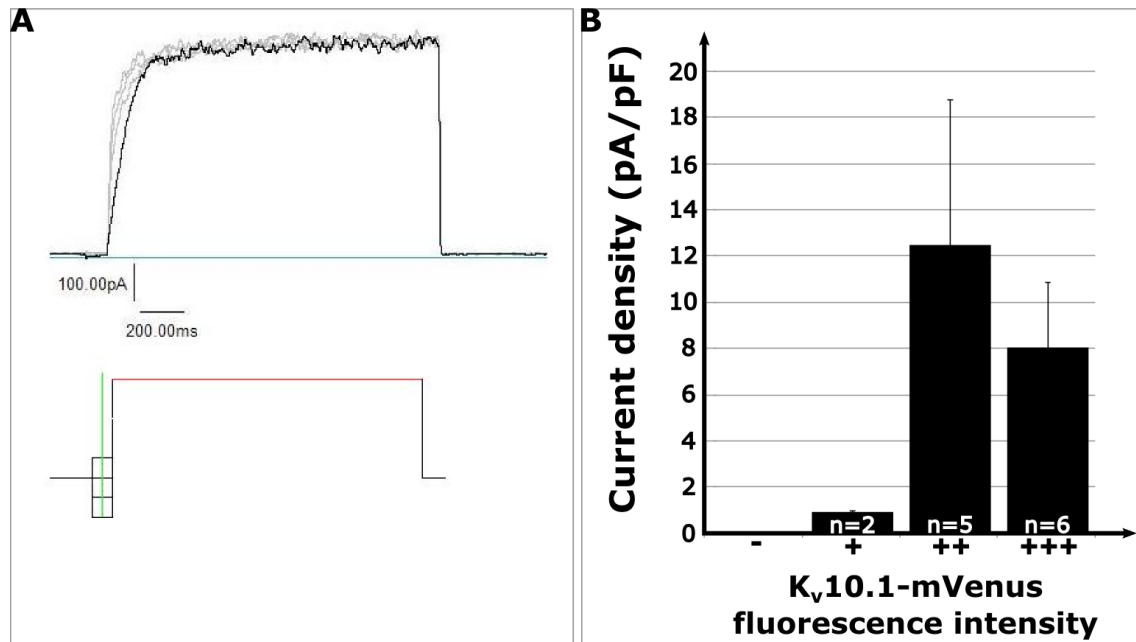 A
100.00pA
200.00ms
B
Current density (pA/pF)
20
18
16
14
12
10
8
6
4
2
0
n=2
n=5
n=6
-
+
++
+++
Kv10.1-mVenus
fluorescence intensity